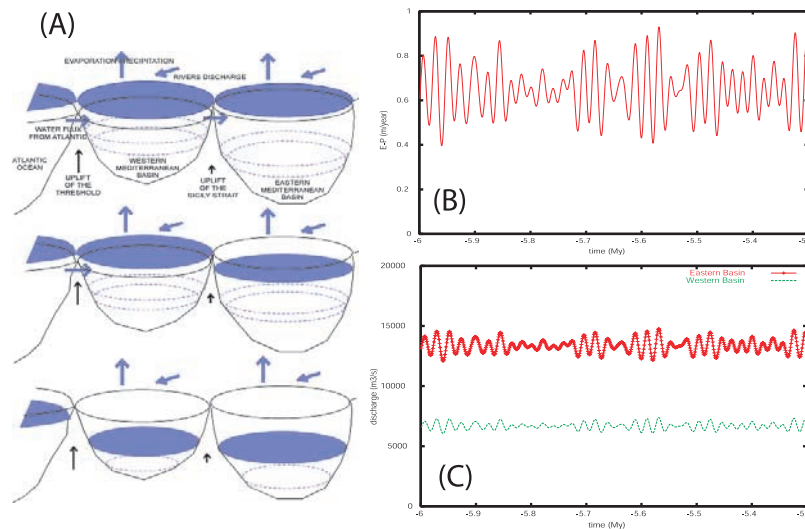 (A)
EVAPORATION PRECIPITATION
RIVERS DISCHARGE
WATER FLUX
FROM ATLANTIC
ATLANTIC
OCEAN
UPLIFT
OF THE
THRESHOLD
WESTERN
MEDITERRANEAN
BASIN
UPLIFT
OF THE
SICILY STRAIT
EASTERN
MEDITERRANEAN
BASIN
(B)
E-P (m/year)
1
0.8
0.6
0.4
0.2
0
-6
-5.9
-5.8
-5.7
-5.6
-5.5
-5.4
time (My)
(C)
Eastern Basin
Western Basin
discharge (m3/s)
20000
15000
10000
5000
0
-6
-5.9
-5.8
-5.7
-5.6
-5.5
-5.4
time (My)